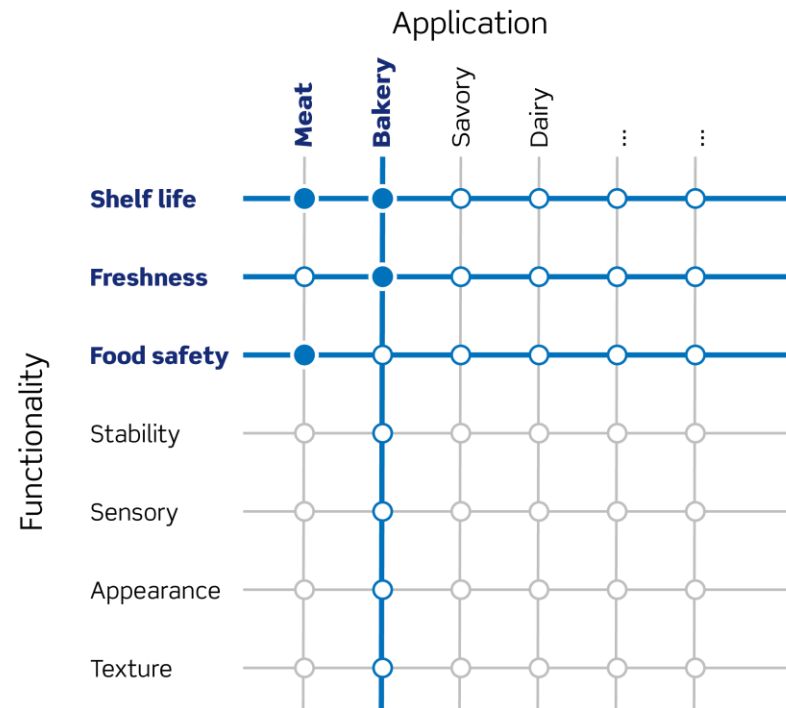 Application
Meat
Bakery
Savory
Dairy
...
...
Functionality
Shelf life
Freshness
Food safety
Stability
Sensory
Appearance
Texture